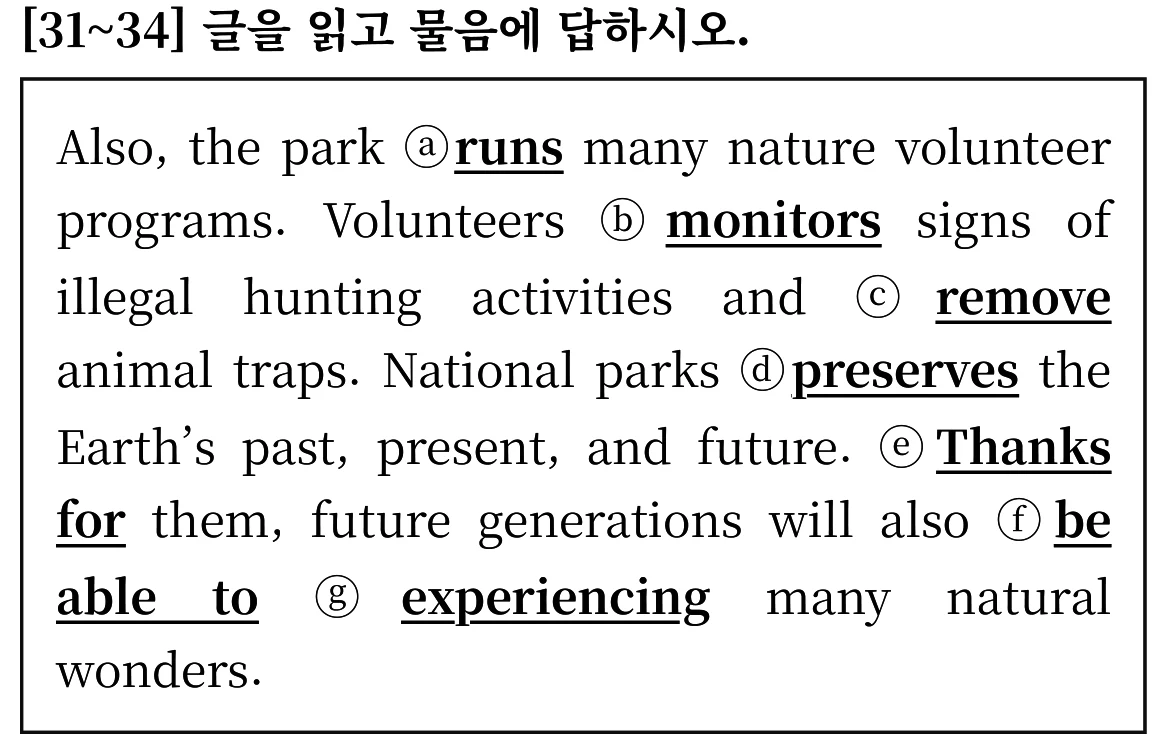 [31~34] 글을 읽고 물음에 답하시오.
Also, the park ⓐruns many nature volunteer
programs. Volunteers ⓑ monitors signs of
illegal hunting activities and ⓒ remove
animal traps. National parks ⓓpreserves the
Earth’s past, present, and future. ⓔThanks
for them, future generations will also ⓕbe
able to ⓖ experiencing many natural
wonders.